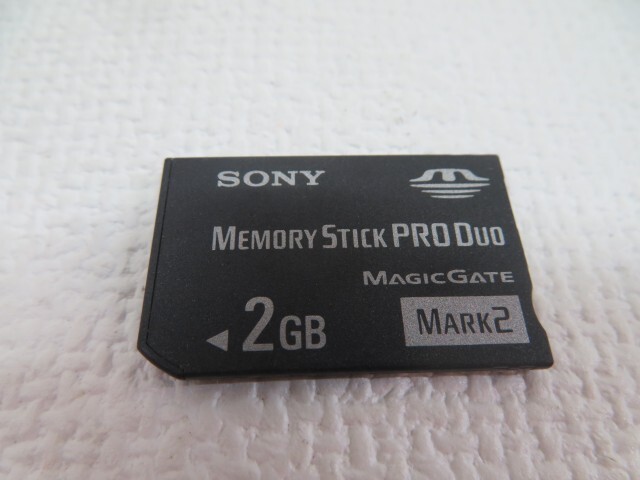 SONY
MEMORY STICK PRO DUO
MAGICGATE
◀ 2GB
MARK2